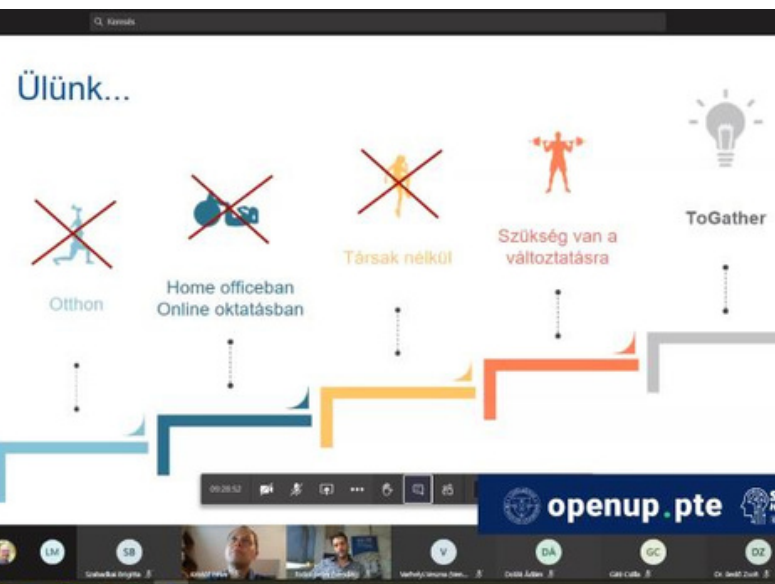 Keresés
Ülünk...
Otthon
Home officeban
Online oktatásban
Társak nélkül
Szükség van a
változtatásra
ToGather
09:28:52
openup.pte
LM
SB
V
DÁ
GC
DZ
Szabadkai Brigitta